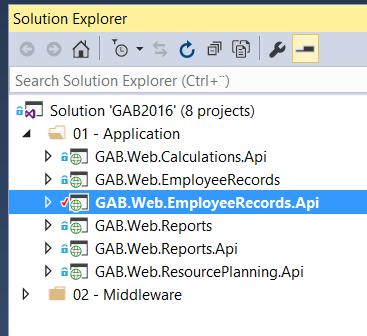 Solution Explorer
Search Solution Explorer (Ctrl+¨)
Solution 'GAB2016' (8 projects)
01 - Application
GAB.Web.Calculations.Api
GAB.Web.EmployeeRecords
GAB.Web.EmployeeRecords.Api
GAB.Web.Reports
GAB.Web.Reports.Api
GAB.Web.ResourcePlanning.Api
02 - Middleware